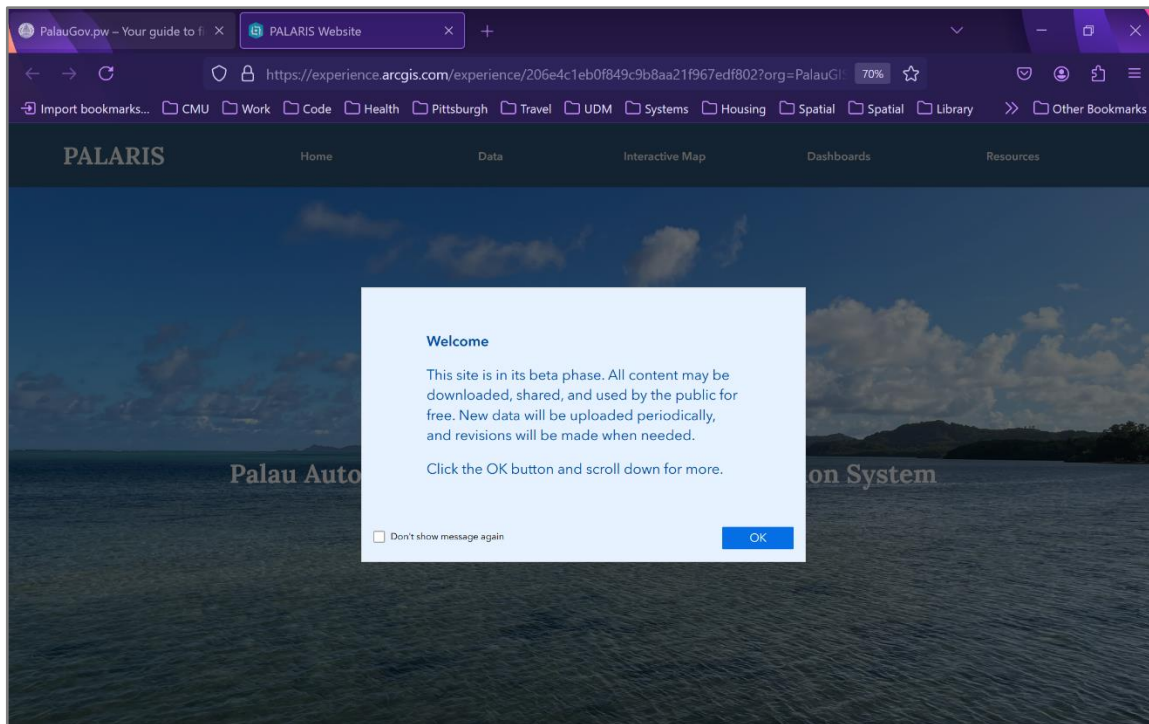 PalauGov.pw – Your guide to fi
PALARIS Website
https://experience.arcgis.com/experience/206e4c1eb0f849c9b8aa21f967edf802?org=PalauGIS
70%
Import bookmarks... CMU Work Code Health Pittsburgh Travel UDM Systems Housing Spatial Spatial Library Other Bookmarks
PALARIS Home Data Interactive Map Dashboards Resources
Welcome
This site is in its beta phase. All content may be
downloaded, shared, and used by the public for
free. New data will be uploaded periodically,
and revisions will be made when needed.
Click the OK button and scroll down for more.
Palau Auto
on System
Don't show message again
OK